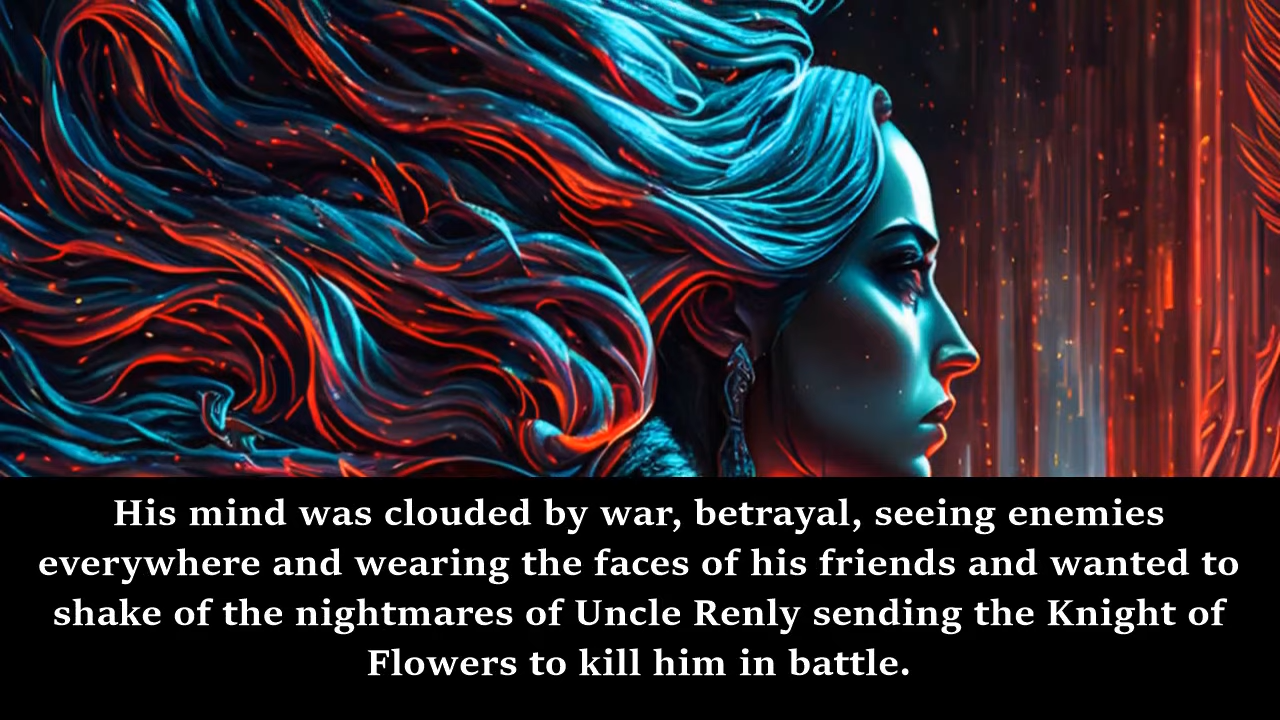 His mind was clouded by war, betrayal, seeing enemies
everywhere and wearing the faces of his friends and wanted to
shake of the nightmares of Uncle Renly sending the Knight of
Flowers to kill him in battle.